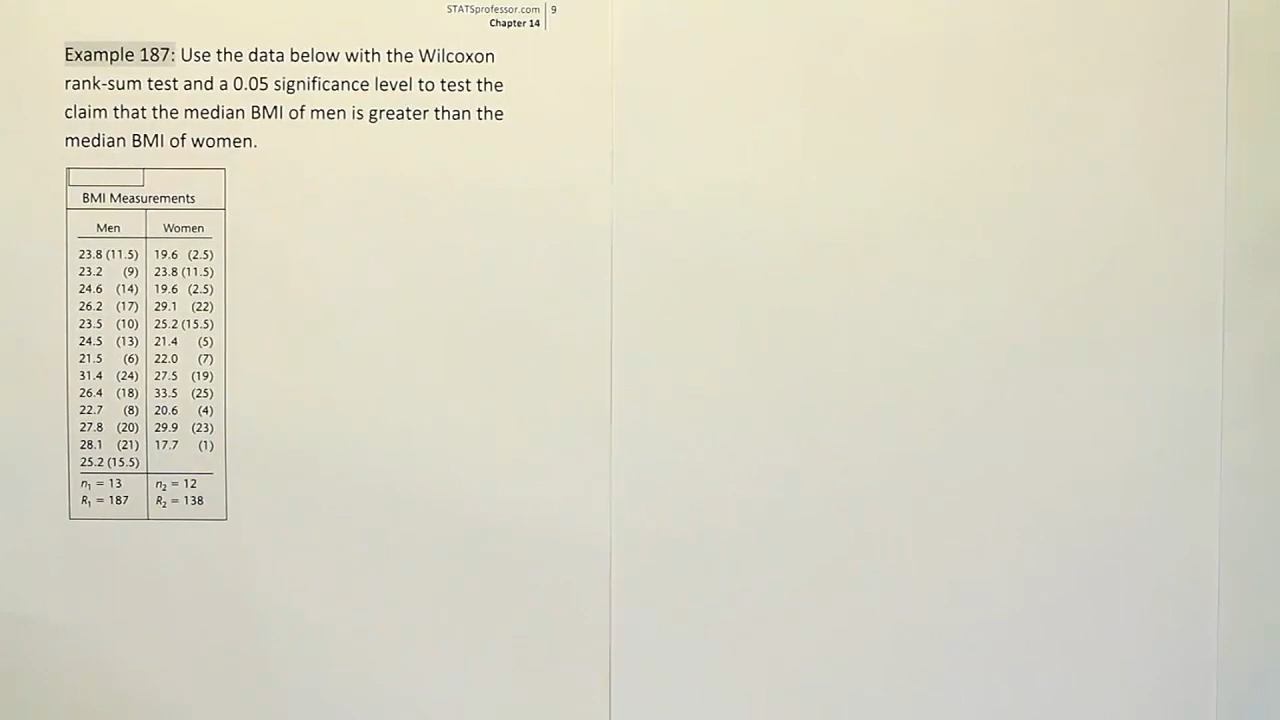 STATSprofessor.com 9
Chapter 14
Example 187: Use the data below with the Wilcoxon
rank-sum test and a 0.05 significance level to test the
claim that the median BMI of men is greater than the
median BMI of women.
BMI Measurements
Men Women
23.8 (11.5) 19.6 (2.5)
23.2 (9) 23.8 (11.5)
24.6 (14) 19.6 (2.5)
26.2 (17) 29.1 (22)
23.5 (10) 25.2 (15.5)
24.5 (13) 21.4 (5)
21.5 (6) 22.0 (7)
31.4 (24) 27.5 (19)
26.4 (18) 33.5 (25)
22.7 (8) 20.6 (4)
27.8 (20) 29.9 (23)
28.1 (21) 17.7 (1)
25.2 (15.5)
n₁ = 13 n₂ = 12
R₁ = 187 R₂ = 138